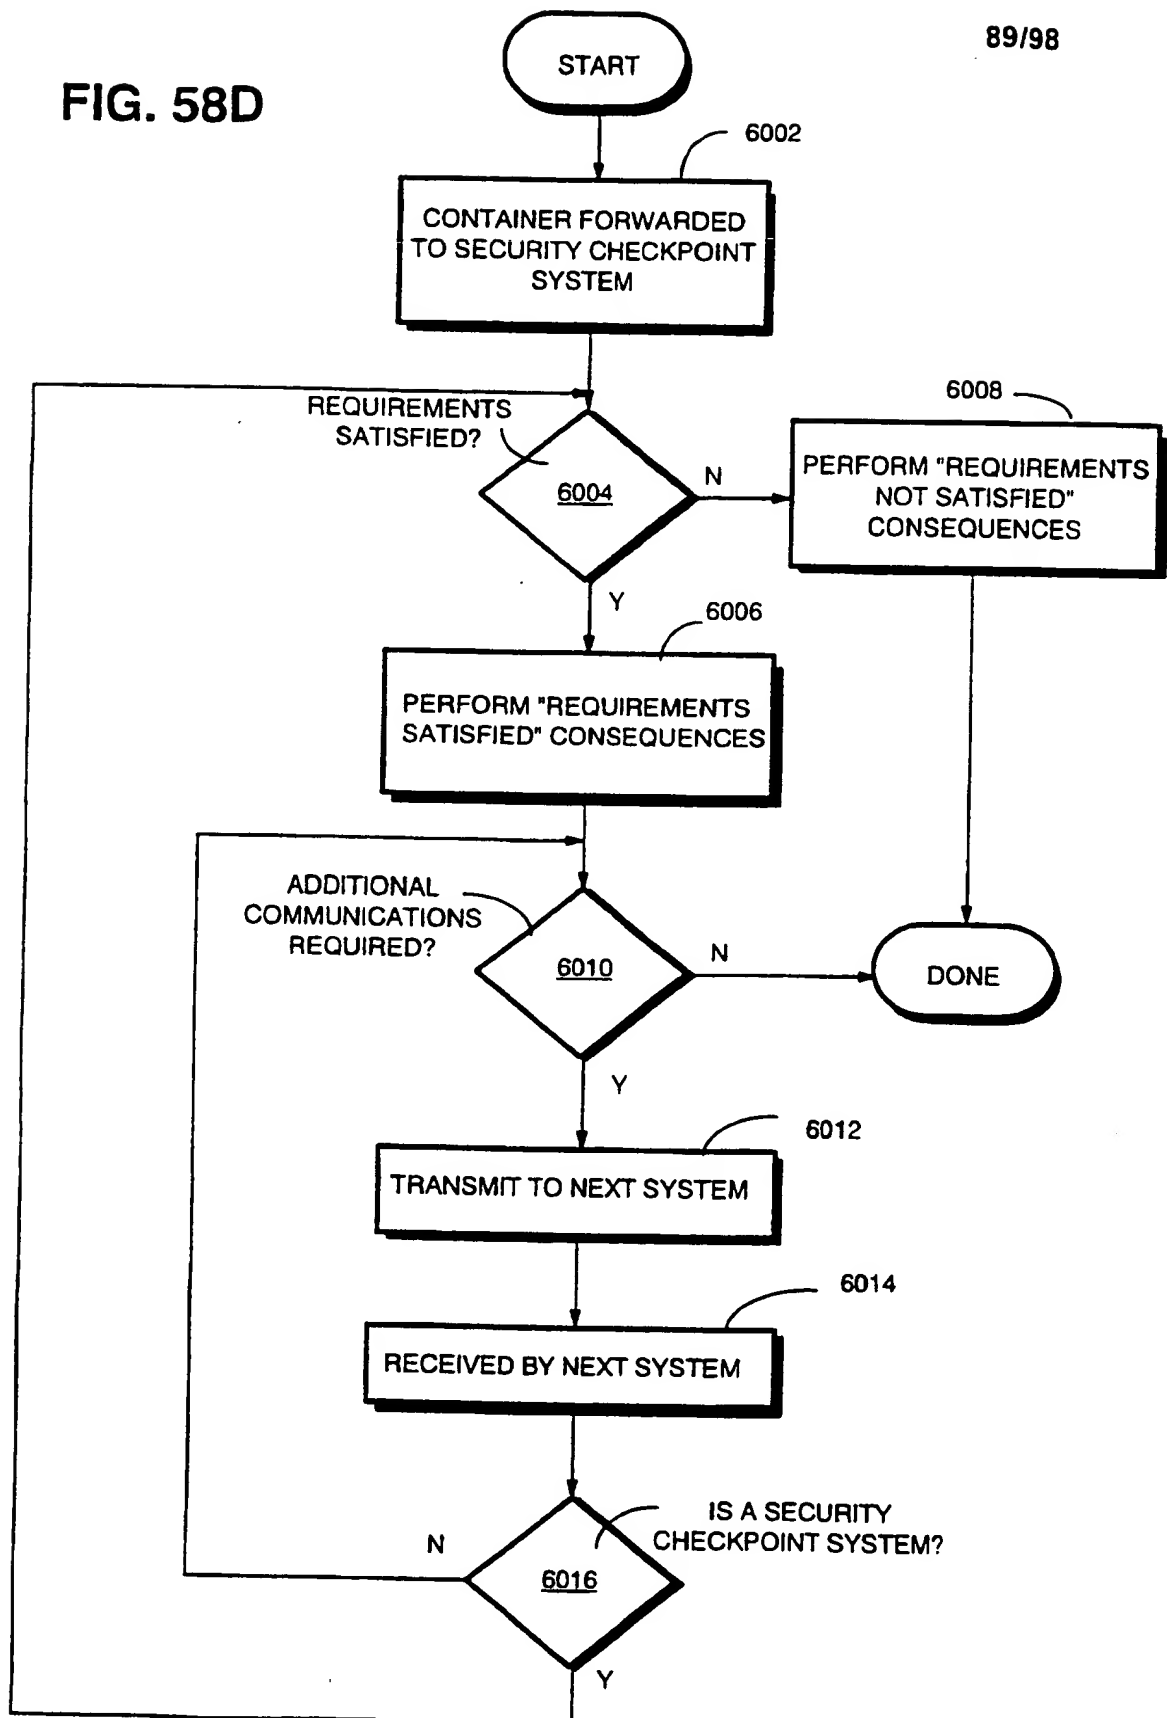 89/98
FIG. 58D
START
6002
CONTAINER FORWARDED
TO SECURITY CHECKPOINT
SYSTEM
REQUIREMENTS
SATISFIED?
6004
N
Y
6008
PERFORM "REQUIREMENTS
NOT SATISFIED"
CONSEQUENCES
6006
PERFORM "REQUIREMENTS
SATISFIED" CONSEQUENCES
ADDITIONAL
COMMUNICATIONS
REQUIRED?
6010
N
DONE
Y
6012
TRANSMIT TO NEXT SYSTEM
6014
RECEIVED BY NEXT SYSTEM
IS A SECURITY
CHECKPOINT SYSTEM?
N
6016
Y